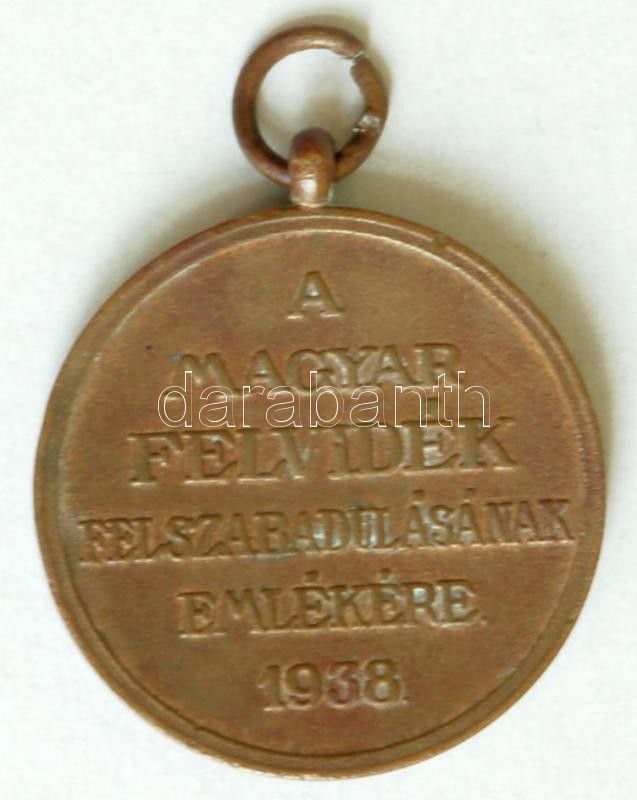 A
MAGYAR
darabanth
FELVIDÉK
FELSZABADULÁSÁNAK
EMLÉKÉRE
1938